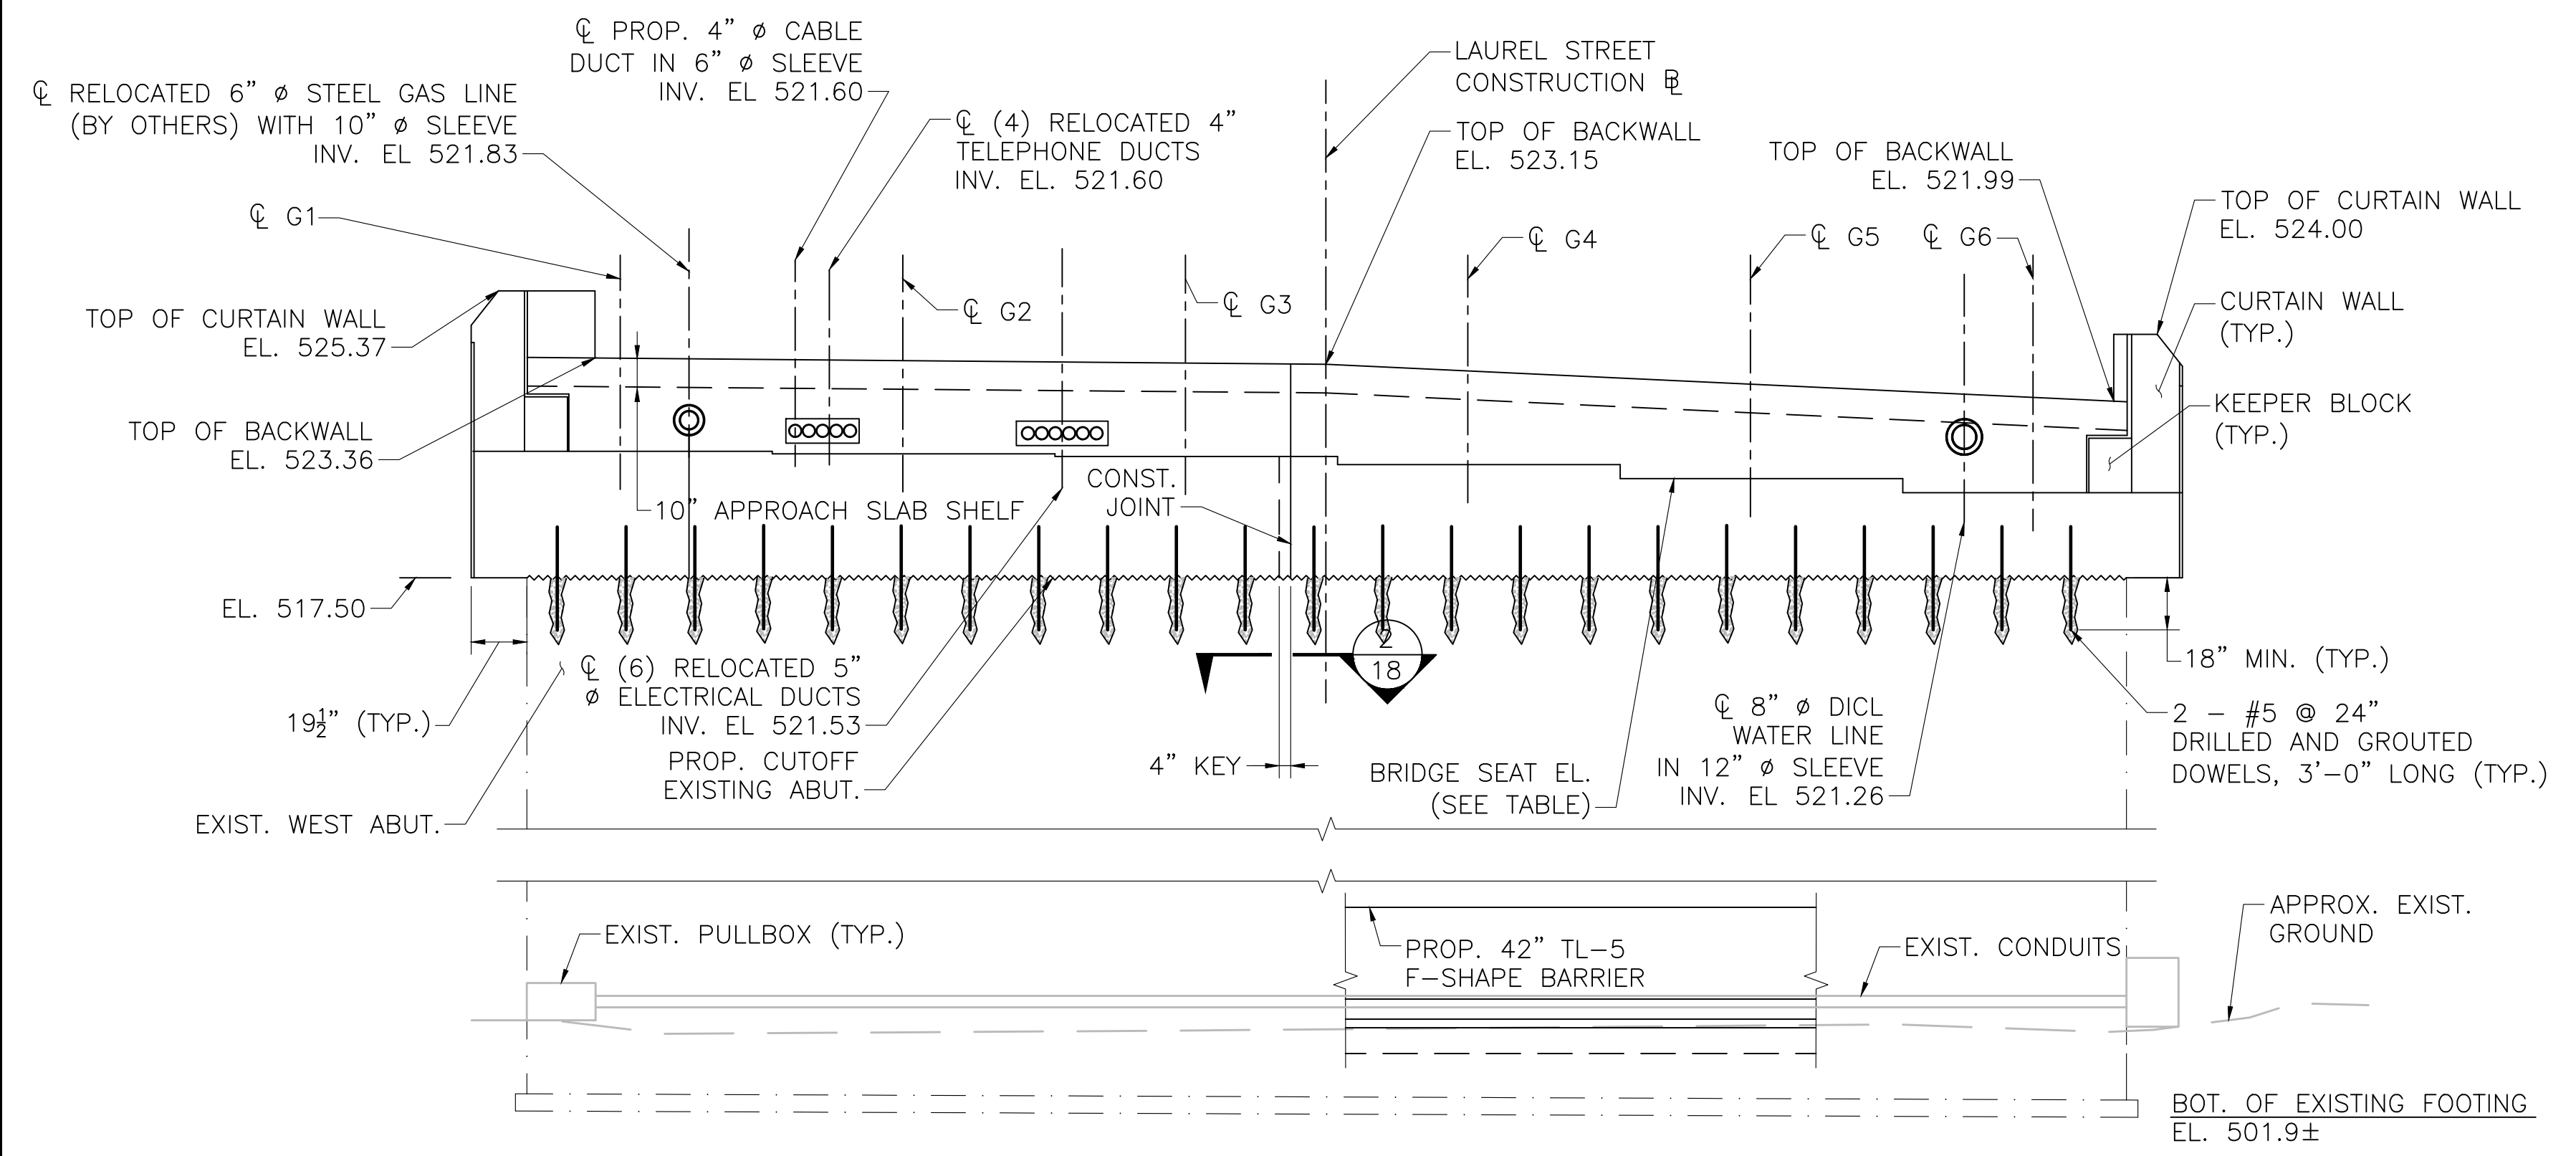 ℄ PROP. 4" ø CABLE
DUCT IN 6" ø SLEEVE
INV. EL 521.60
℄ RELOCATED 6" ø STEEL GAS LINE
(BY OTHERS) WITH 10" ø SLEEVE
INV. EL 521.83
℄ (4) RELOCATED 4"
TELEPHONE DUCTS
INV. EL. 521.60
LAUREL STREET
CONSTRUCTION BL
TOP OF BACKWALL
EL. 523.15
TOP OF BACKWALL
EL. 521.99
TOP OF CURTAIN WALL
EL. 524.00
℄ G1
℄ G2
℄ G3
℄ G4
℄ G5
℄ G6
TOP OF CURTAIN WALL
EL. 525.37
CURTAIN WALL
(TYP.)
TOP OF BACKWALL
EL. 523.36
KEEPER BLOCK
(TYP.)
CONST.
JOINT
10" APPROACH SLAB SHELF
EL. 517.50
19½" (TYP.)
℄ (6) RELOCATED 5"
ø ELECTRICAL DUCTS
INV. EL 521.53
PROP. CUTOFF
EXISTING ABUT.
EXIST. WEST ABUT.
2
18
4" KEY
BRIDGE SEAT EL.
(SEE TABLE)
℄ 8" ø DICL
WATER LINE
IN 12" ø SLEEVE
INV. EL 521.26
18" MIN. (TYP.)
2 - #5 @ 24"
DRILLED AND GROUTED
DOWELS, 3'-0" LONG (TYP.)
EXIST. PULLBOX (TYP.)
PROP. 42" TL-5
F-SHAPE BARRIER
EXIST. CONDUITS
APPROX. EXIST.
GROUND
BOT. OF EXISTING FOOTING
EL. 501.9±